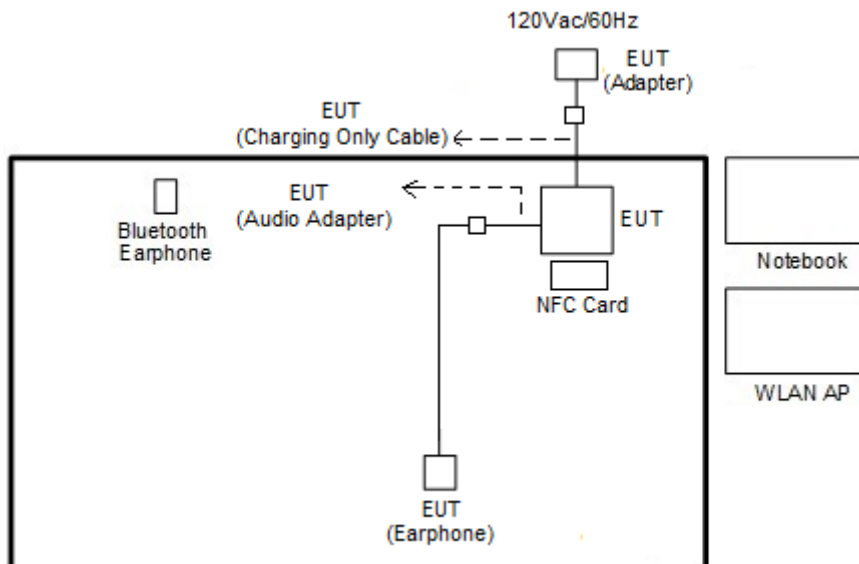 120Vac/60Hz
EUT
(Adapter)
EUT
(Charging Only Cable)
EUT
(Audio Adapter)
Bluetooth
Earphone
EUT
NFC Card
Notebook
WLAN AP
EUT
(Earphone)